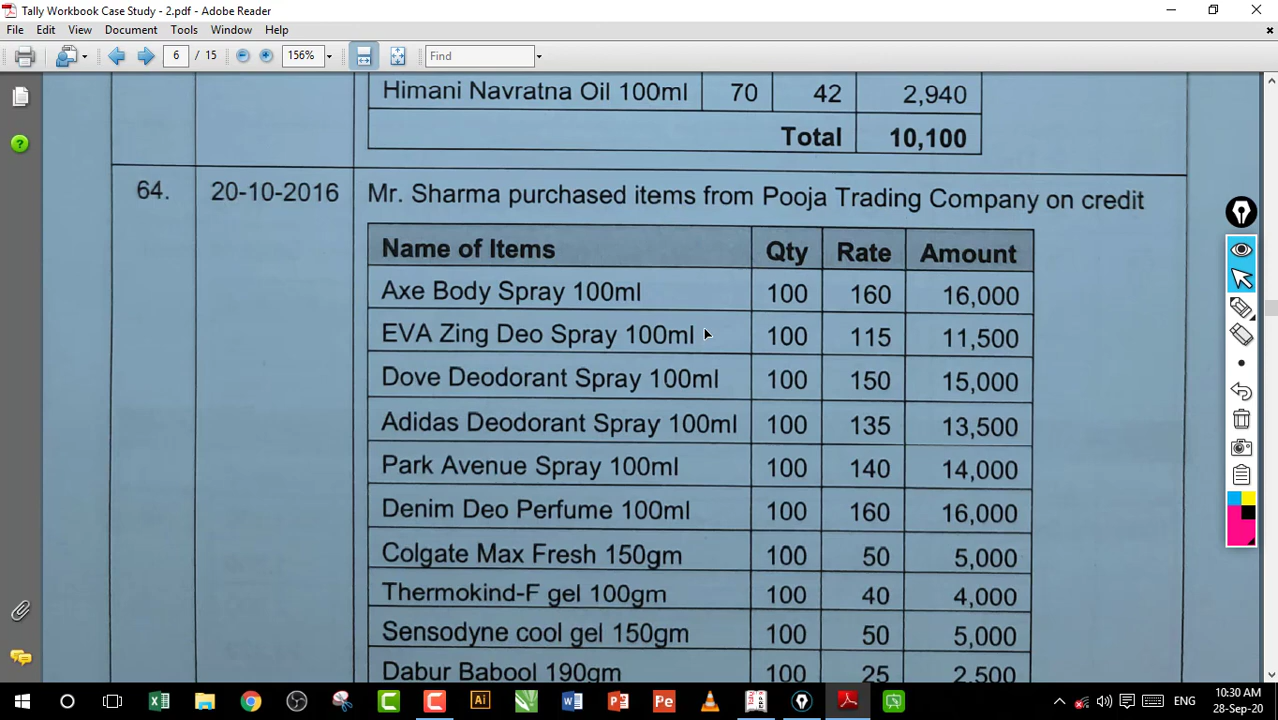 Tally Workbook Case Study - 2.pdf - Adobe Reader
File Edit View Document Tools Window Help
6 / 15 156% Find
Himani Navratna Oil 100ml 70 42 2,940
Total 10,100
64. 20-10-2016 Mr. Sharma purchased items from Pooja Trading Company on credit
Name of Items Qty Rate Amount
Axe Body Spray 100ml 100 160 16,000
EVA Zing Deo Spray 100ml 100 115 11,500
Dove Deodorant Spray 100ml 100 150 15,000
Adidas Deodorant Spray 100ml 100 135 13,500
Park Avenue Spray 100ml 100 140 14,000
Denim Deo Perfume 100ml 100 160 16,000
Colgate Max Fresh 150gm 100 50 5,000
Thermokind-F gel 100gm 100 40 4,000
Sensodyne cool gel 150gm 100 50 5,000
Dabur Babool 190gm 100 25 2,500
Ai Pe ENG 10:30 AM
28-Sep-20